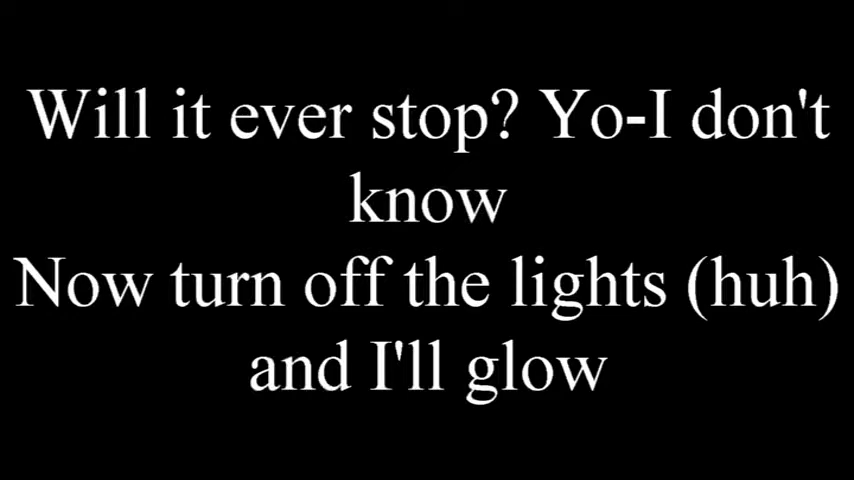 Will it ever stop? Yo-I don't
know
Now turn off the lights (huh)
and I'll glow